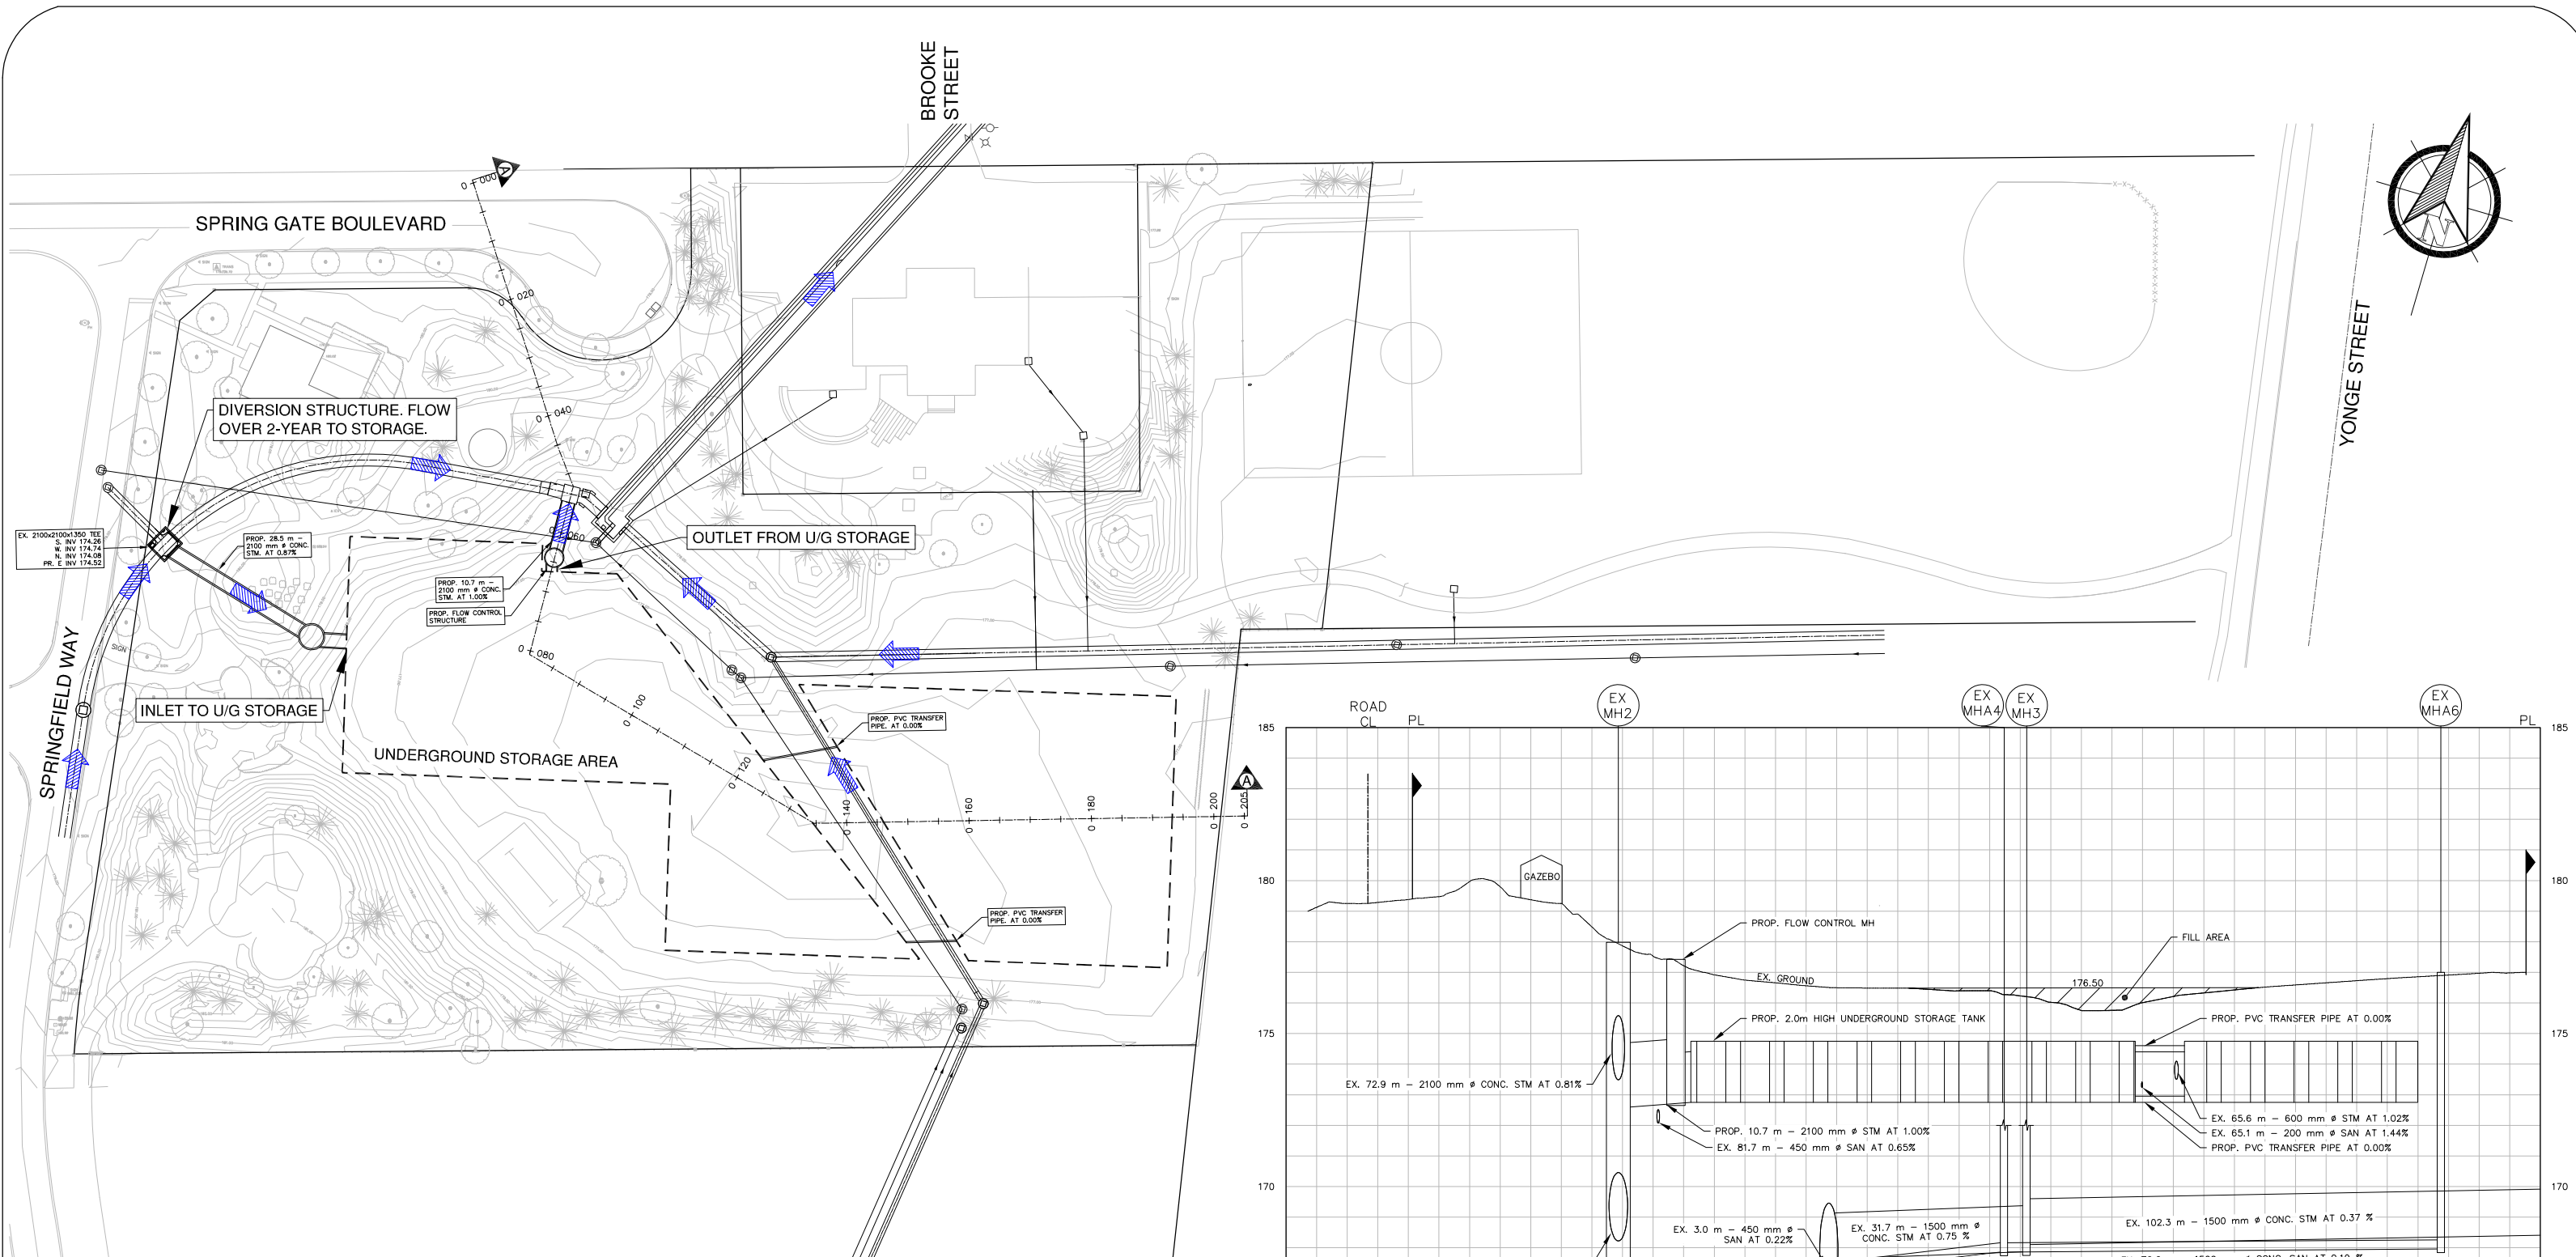 BROOKE
STREET
SPRING GATE BOULEVARD
0 + 000
A
0 + 020
0 + 040
N
YONGE STREET
DIVERSION STRUCTURE. FLOW
OVER 2-YEAR TO STORAGE.
EX. 2100x2100x1350 TEE
S. INV 174.26
W. INV 174.74
N. INV 174.08
PR. E INV 174.52
PROP. 28.5 m -
2100 mm ø CONC.
STM. AT 0.87%
OUTLET FROM U/G STORAGE
PROP. 10.7 m -
2100 mm ø CONC.
STM. AT 1.00%
PROP. FLOW CONTROL
STRUCTURE
0 + 080
SIGN
SPRINGFIELD WAY
INLET TO U/G STORAGE
UNDERGROUND STORAGE AREA
0 + 100
0 + 120
PROP. PVC TRANSFER
PIPE. AT 0.00%
0 + 140
0 + 160
0 + 180
0 + 200
0 + 205
A
PROP. PVC TRANSFER
PIPE. AT 0.00%
ROAD
CL
PL
EX
MH2
EX
MHA4
EX
MH3
EX
MHA6
PL
185
185
180
180
GAZEBO
PROP. FLOW CONTROL MH
FILL AREA
EX. GROUND
176.50
175
175
PROP. 2.0m HIGH UNDERGROUND STORAGE TANK
PROP. PVC TRANSFER PIPE AT 0.00%
EX. 72.9 m - 2100 mm ø CONC. STM AT 0.81%
EX. 65.6 m - 600 mm ø STM AT 1.02%
PROP. 10.7 m - 2100 mm ø STM AT 1.00%
EX. 65.1 m - 200 mm ø SAN AT 1.44%
EX. 81.7 m - 450 mm ø SAN AT 0.65%
PROP. PVC TRANSFER PIPE AT 0.00%
170
170
EX. 3.0 m - 450 mm ø
SAN AT 0.22%
EX. 31.7 m - 1500 mm ø
CONC. STM AT 0.75 %
EX. 102.3 m - 1500 mm ø CONC. STM AT 0.37 %